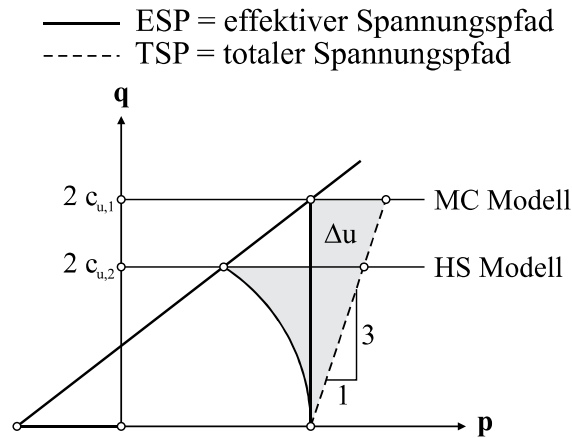 ESP = effektiver Spannungspfad
TSP = totaler Spannungspfad
q
2 c_{u,1}
MC Modell
Δu
2 c_{u,2}
HS Modell
3
1
p